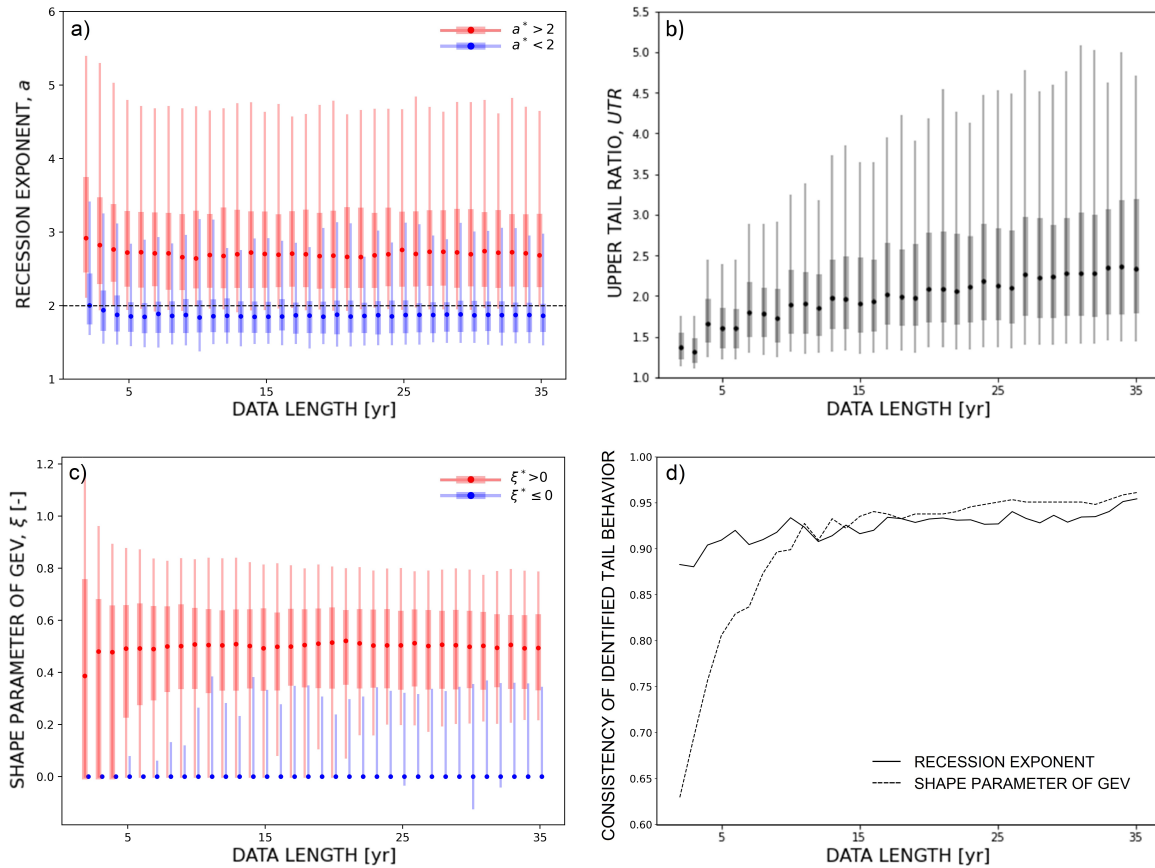 a)
a* > 2
a* < 2
6
5
4
3
2
1
RECESSION EXPONENT, a
5
15
25
35
DATA LENGTH [yr]
b)
5.5
5.0
4.5
4.0
3.5
3.0
2.5
2.0
1.5
1.0
UPPER TAIL RATIO, UTR
5
15
25
35
DATA LENGTH [yr]
c)
ξ* >0
ξ* ≤ 0
1.2
1.0
0.8
0.6
0.4
0.2
0.0
SHAPE PARAMETER OF GEV, ξ [-]
5
15
25
35
DATA LENGTH [yr]
d)
1.00
0.95
0.90
0.85
0.80
0.75
0.70
0.65
0.60
CONSISTENCY OF IDENTIFIED TAIL BEHAVIOR
RECESSION EXPONENT
SHAPE PARAMETER OF GEV
5
15
25
35
DATA LENGTH [yr]